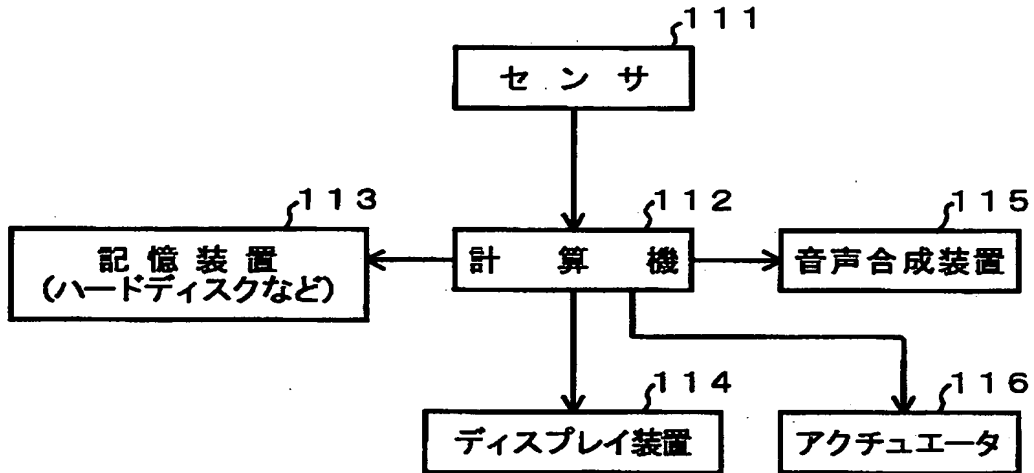 １１１
センサ
１１３
記憶装置
(ハードディスクなど)
１１２
計算機
１１５
音声合成装置
１１４
ディスプレイ装置
１１６
アクチュエータ